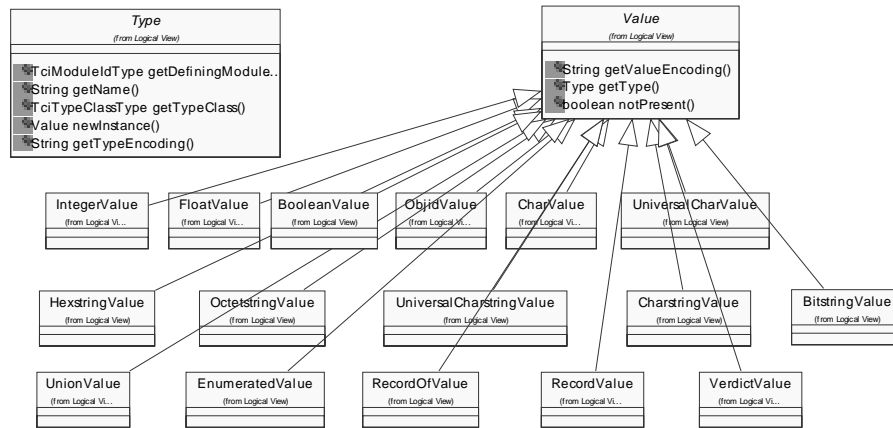 Type
(from Logical View)
TciModuleIdType getDefiningModule..
String getName()
TciTypeClassType getTypeClass()
Value newInstance()
String getTypeEncoding()
Value
(from Logical View)
String getValueEncoding()
Type getType()
boolean notPresent()
IntegerValue
(from Logical Vi...
FloatValue
(from Logical Vi...
BooleanValue
(from Logical View)
ObjidValue
(from Logical Vi...
CharValue
(from Logical Vi...
UniversalCharValue
(from Logical View)
HexstringValue
(from Logical View)
OctetstringValue
(from Logical View)
UniversalCharstringValue
(from Logical View)
CharstringValue
(from Logical View)
BitstringValue
(from Logical View)
UnionValue
(from Logical Vi...
EnumeratedValue
(from Logical View)
RecordOfValue
(from Logical View)
RecordValue
(from Logical Vi...
VerdictValue
(from Logical Vi...